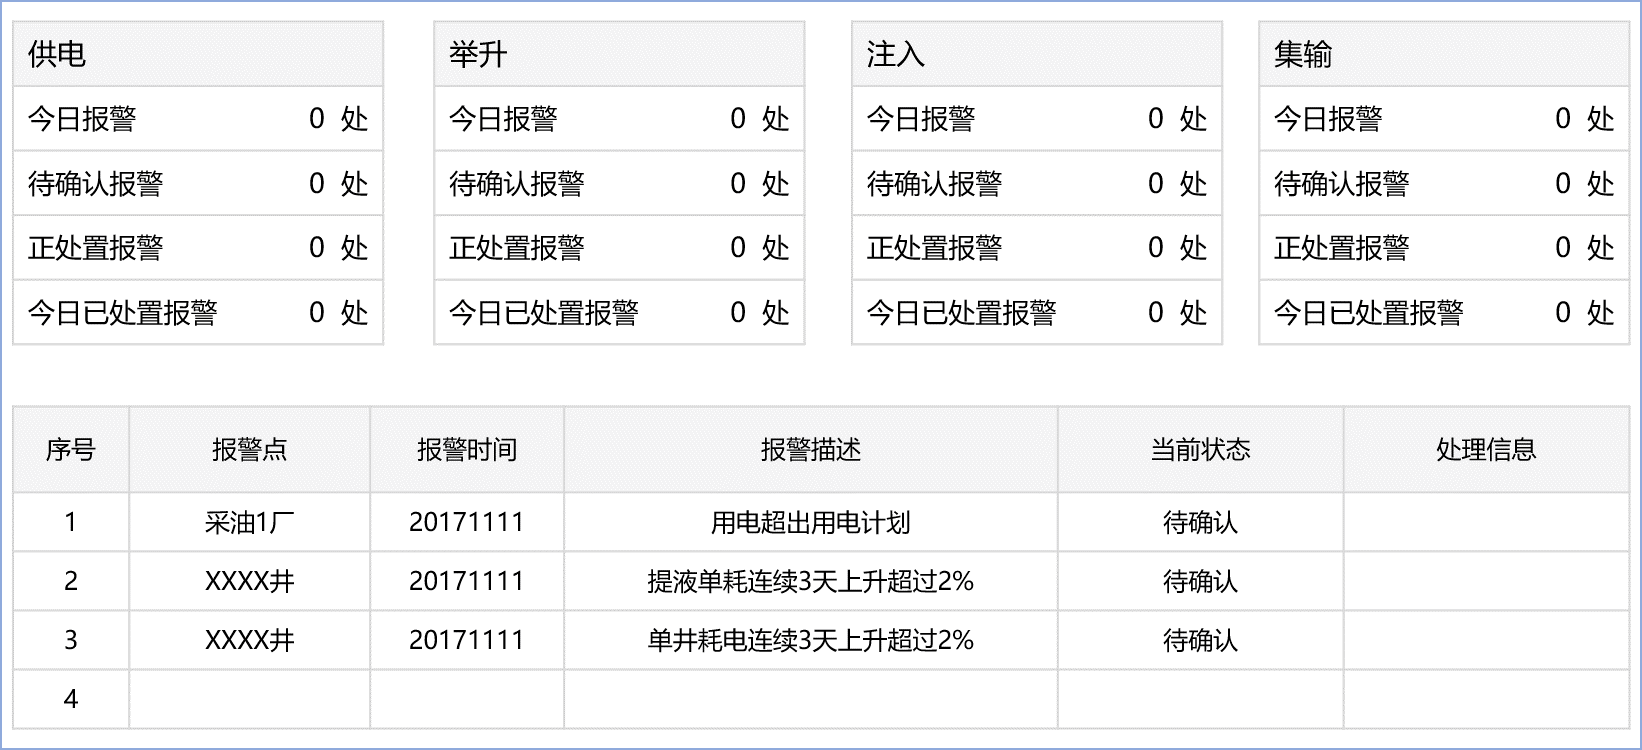 供电 举升 注入 集输
今日报警 0 处 今日报警 0 处 今日报警 0 处 今日报警 0 处
待确认报警 0 处 待确认报警 0 处 待确认报警 0 处 待确认报警 0 处
正处置报警 0 处 正处置报警 0 处 正处置报警 0 处 正处置报警 0 处
今日已处置报警 0 处 今日已处置报警 0 处 今日已处置报警 0 处 今日已处置报警 0 处
序号 报警点 报警时间 报警描述 当前状态 处理信息
1 采油1厂 20171111 用电超出用电计划 待确认
2 XXXX井 20171111 提液单耗连续3天上升超过2% 待确认
3 XXXX井 20171111 单井耗电连续3天上升超过2% 待确认
4